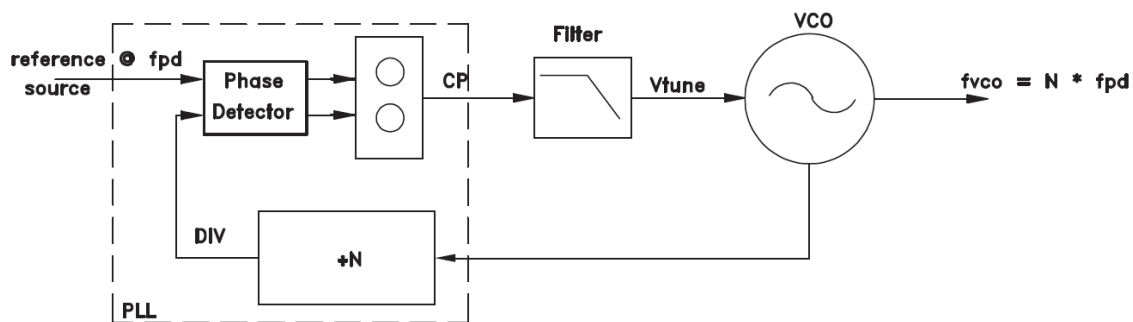 reference @ fpd
source
Phase
Detector
CP
Filter
Vtune
VCO
fvco = N * fpd
DIV
÷N
PLL